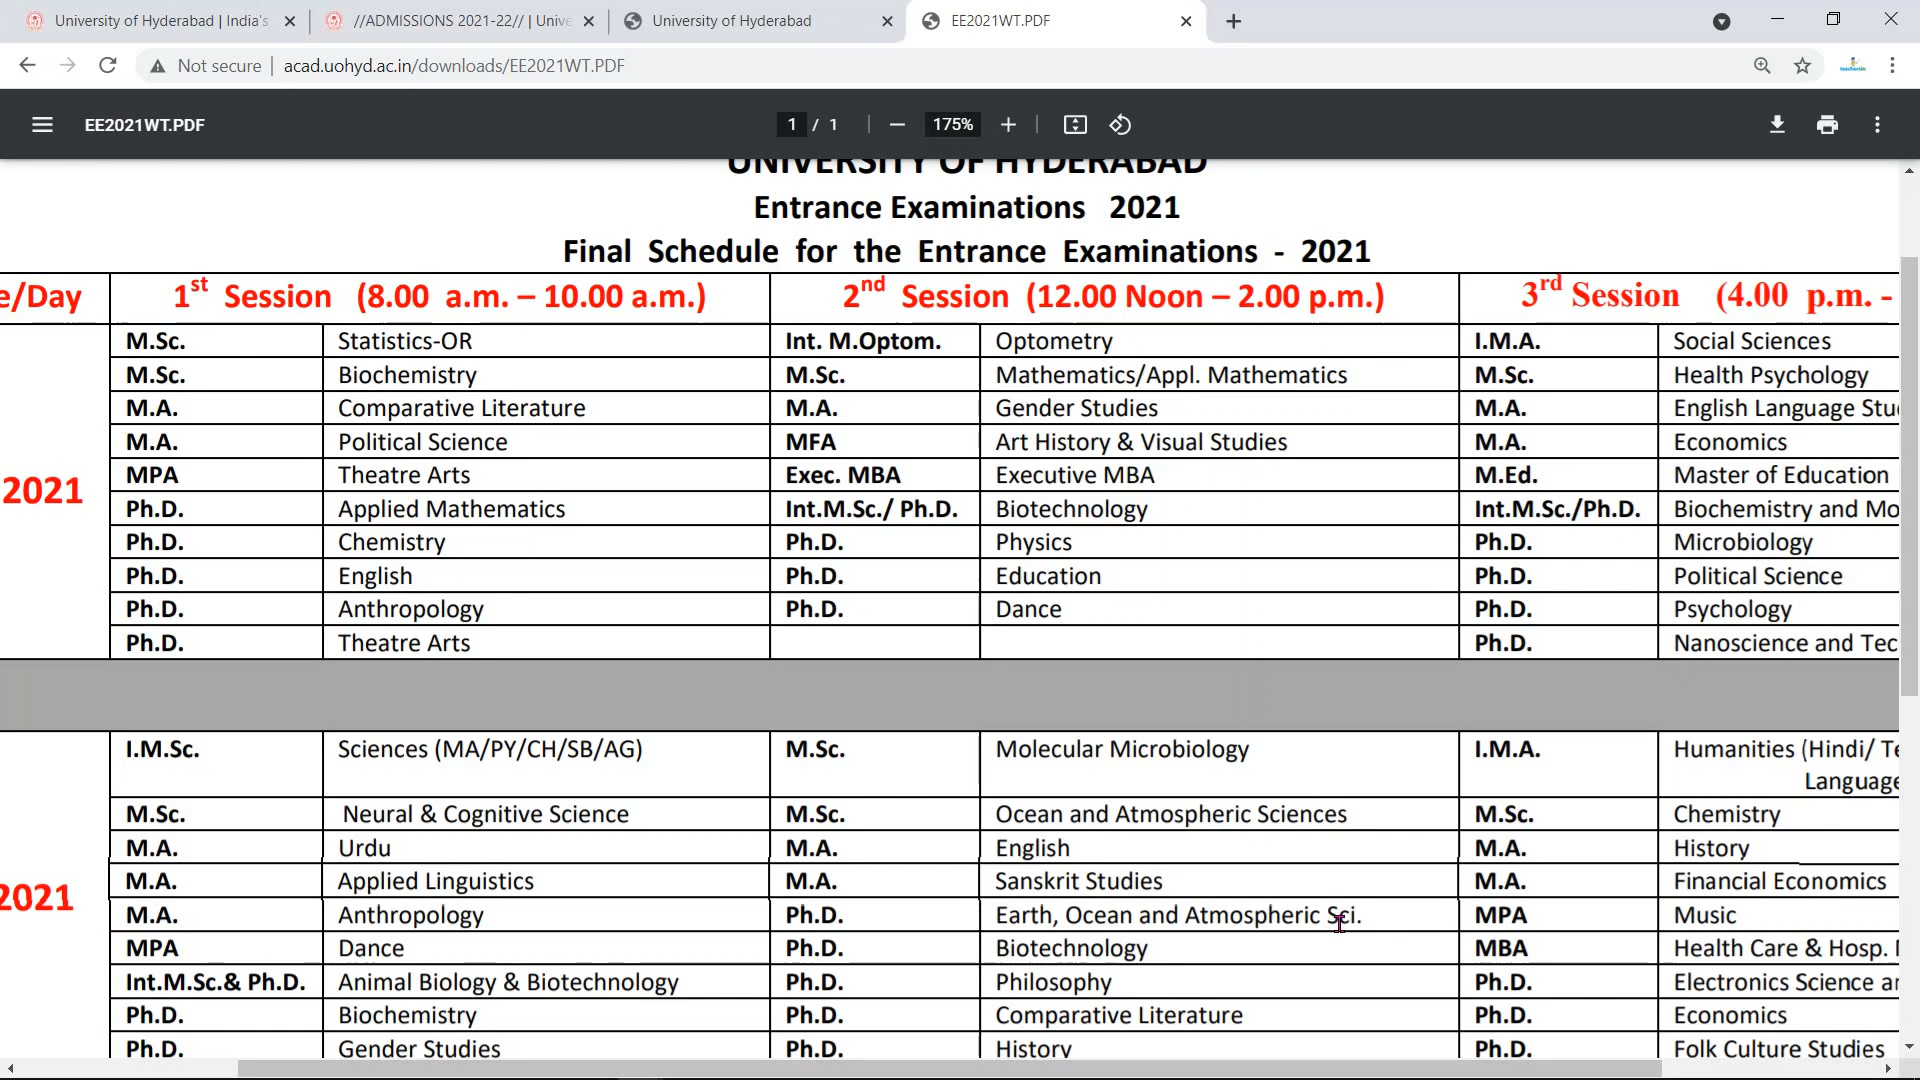 University of Hyderabad | India's
//ADMISSIONS 2021-22// | Unive
University of Hyderabad
EE2021WT.PDF
Not secure | acad.uohyd.ac.in/downloads/EE2021WT.PDF
EE2021WT.PDF
1 / 1
175%
UNIVERSITY OF HYDERABAD
Entrance Examinations 2021
Final Schedule for the Entrance Examinations - 2021
e/Day 1st Session (8.00 a.m. – 10.00 a.m.) 2nd Session (12.00 Noon – 2.00 p.m.) 3rd Session (4.00 p.m. -
M.Sc. Statistics-OR Int. M.Optom. Optometry I.M.A. Social Sciences
M.Sc. Biochemistry M.Sc. Mathematics/Appl. Mathematics M.Sc. Health Psychology
M.A. Comparative Literature M.A. Gender Studies M.A. English Language Stu
M.A. Political Science MFA Art History & Visual Studies M.A. Economics
MPA Theatre Arts Exec. MBA Executive MBA M.Ed. Master of Education
2021
Ph.D. Applied Mathematics Int.M.Sc./ Ph.D. Biotechnology Int.M.Sc./Ph.D. Biochemistry and Mo
Ph.D. Chemistry Ph.D. Physics Ph.D. Microbiology
Ph.D. English Ph.D. Education Ph.D. Political Science
Ph.D. Anthropology Ph.D. Dance Ph.D. Psychology
Ph.D. Theatre Arts Ph.D. Nanoscience and Tec
I.M.Sc. Sciences (MA/PY/CH/SB/AG) M.Sc. Molecular Microbiology I.M.A. Humanities (Hindi/ Te
Language
M.Sc. Neural & Cognitive Science M.Sc. Ocean and Atmospheric Sciences M.Sc. Chemistry
M.A. Urdu M.A. English M.A. History
M.A. Applied Linguistics M.A. Sanskrit Studies M.A. Financial Economics
2021
M.A. Anthropology Ph.D. Earth, Ocean and Atmospheric Sci. MPA Music
MPA Dance Ph.D. Biotechnology MBA Health Care & Hosp.
Int.M.Sc.& Ph.D. Animal Biology & Biotechnology Ph.D. Philosophy Ph.D. Electronics Science a
Ph.D. Biochemistry Ph.D. Comparative Literature Ph.D. Economics
Ph.D. Gender Studies Ph.D. History Ph.D. Folk Culture Studies